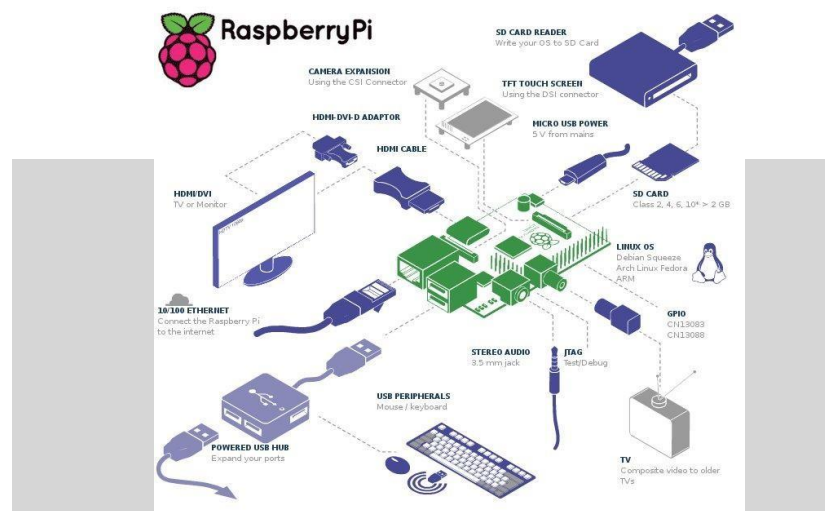 RaspberryPi
SD CARD READER
Write your OS to SD Card
CAMERA EXPANSION
Using the CSI Connector
TFT TOUCH SCREEN
Using the DSI connector
HDMI-DVI-D ADAPTOR
MICRO USB POWER
5 V from mains
HDMI CABLE
HDMI/DVI
TV or Monitor
SD CARD
Class 2, 4, 6, 10* > 2 GB
LINUX OS
Debian Squeeze
Arch Linux Fedora
ARM
10/100 ETHERNET
Connect the Raspberry Pi
to the internet
GPIO
CN13083
CN13088
STEREO AUDIO
3.5 mm jack
JTAG
Test/Debug
USB PERIPHERALS
Mouse / keyboard
POWERED USB HUB
Expand your ports
TV
Composite video to older
TVs